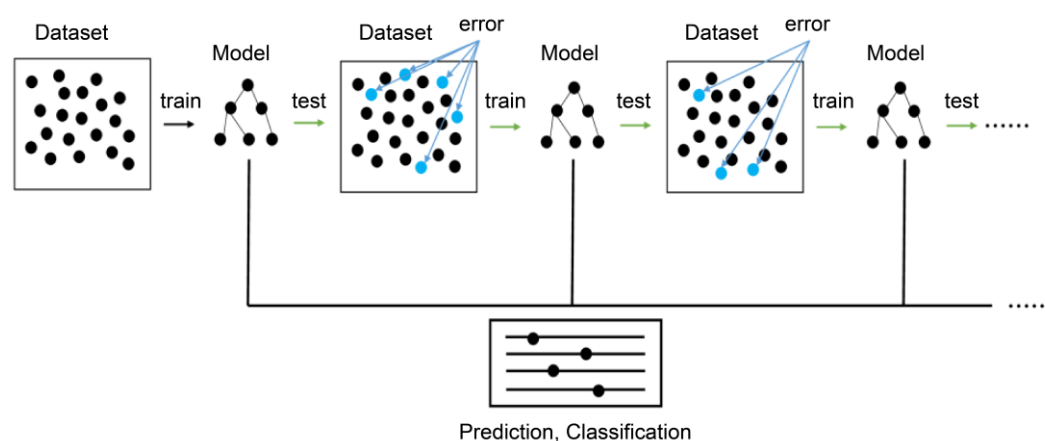 Dataset
Model
Dataset
error
Model
Dataset
error
Model
train
test
train
test
train
test
......
.....
Prediction, Classification